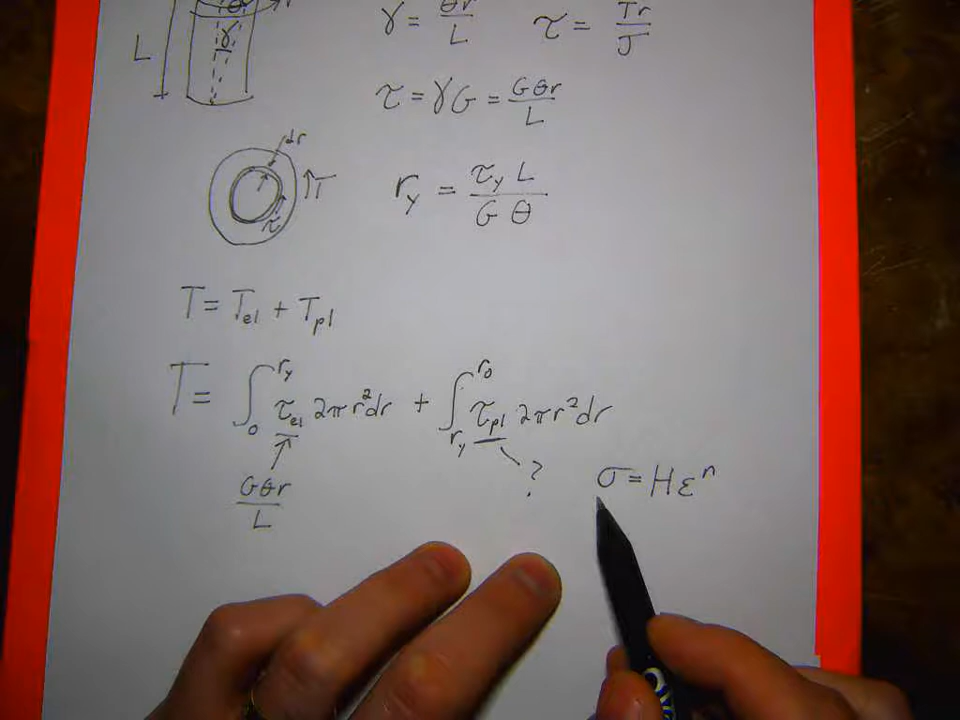 L θ γ
γ = θr/L τ = Tr/J
τ = γG = Gθr/L
dr T τ
r_y = τ_y L / G θ
T = T_el + T_pl
T = ∫_0^{r_y} τ_el 2πr²dr + ∫_{r_y}^{r_0} τ_pl 2πr²dr
Gθr/L
?
σ = Hε^n